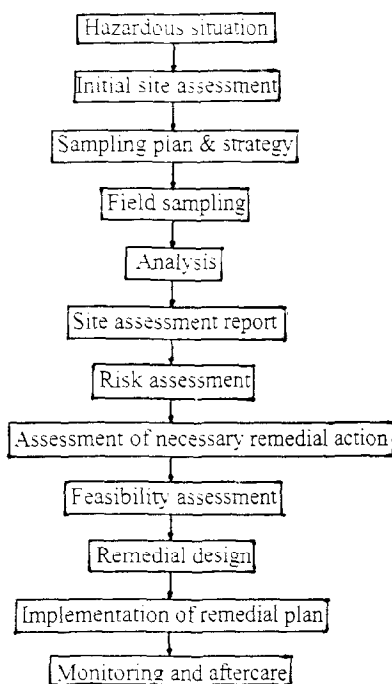 Hazardous situation
Initial site assessment
Sampling plan & strategy
Field sampling
Analysis
Site assessment report
Risk assessment
Assessment of necessary remedial action
Feasibility assessment
Remedial design
Implementation of remedial plan
Monitoring and aftercare